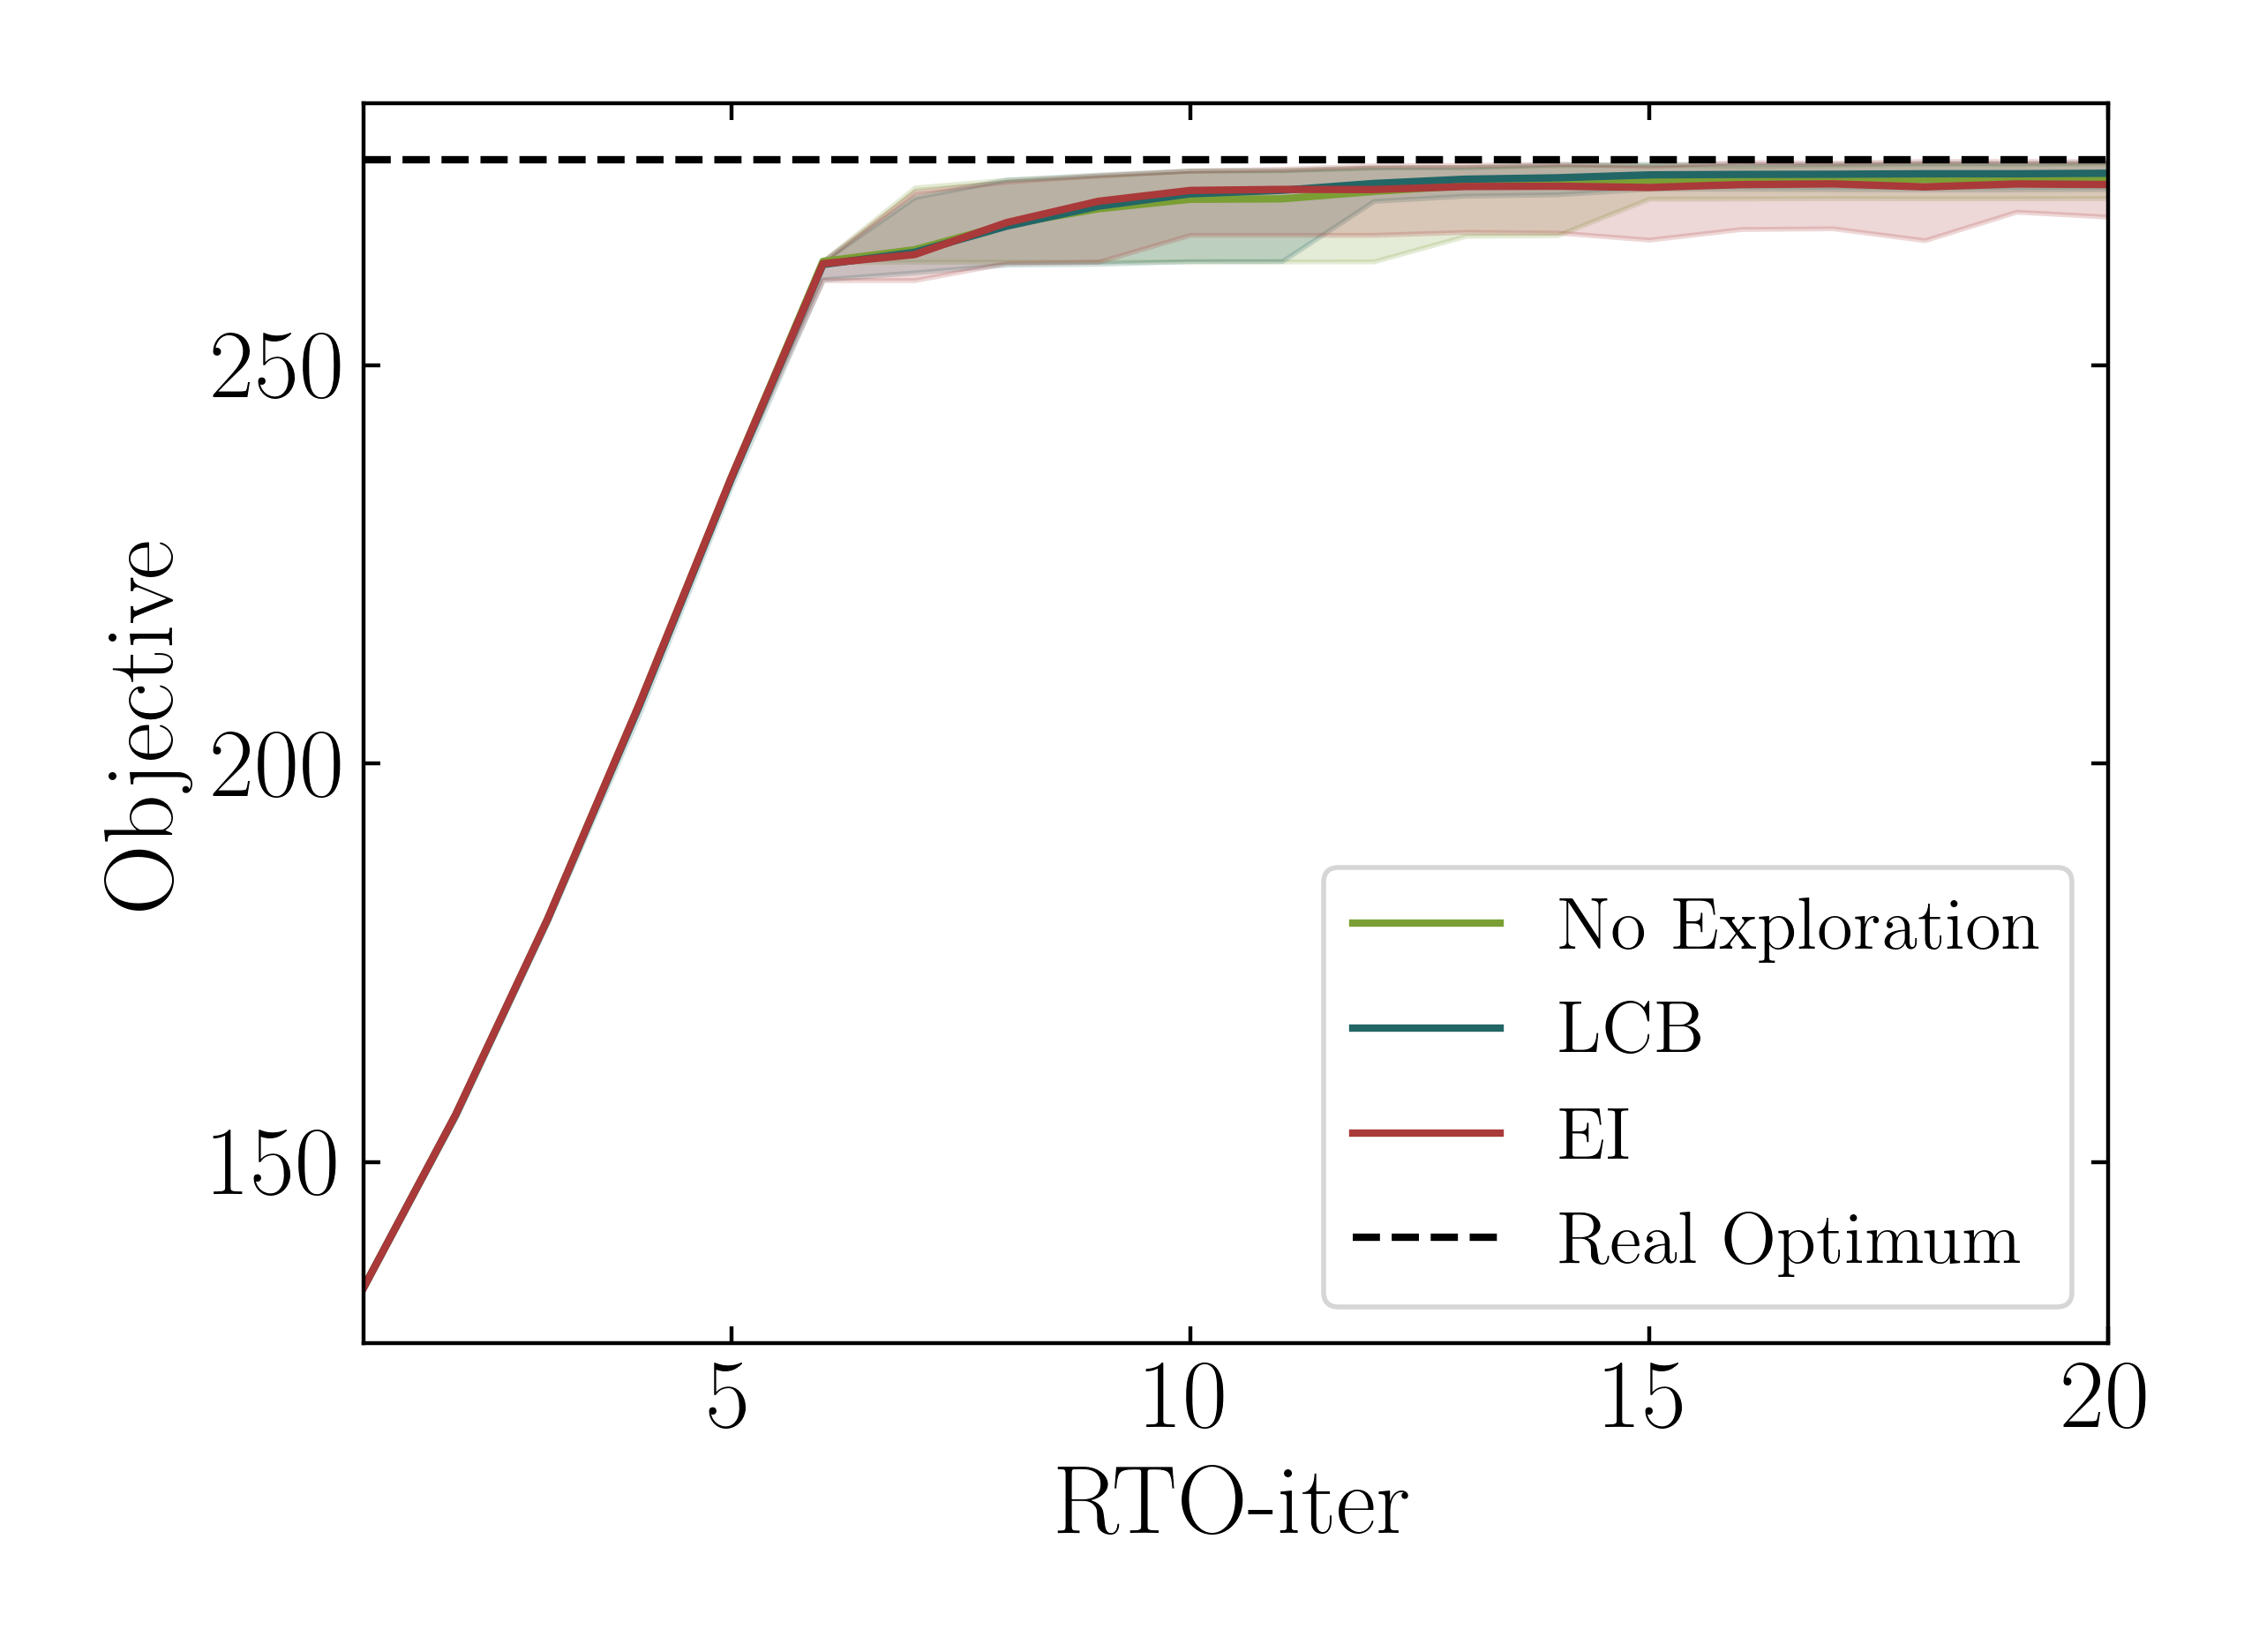 Objective
250
200
150
5
10
15
20
RTO-iter
No Exploration
LCB
EI
Real Optimum